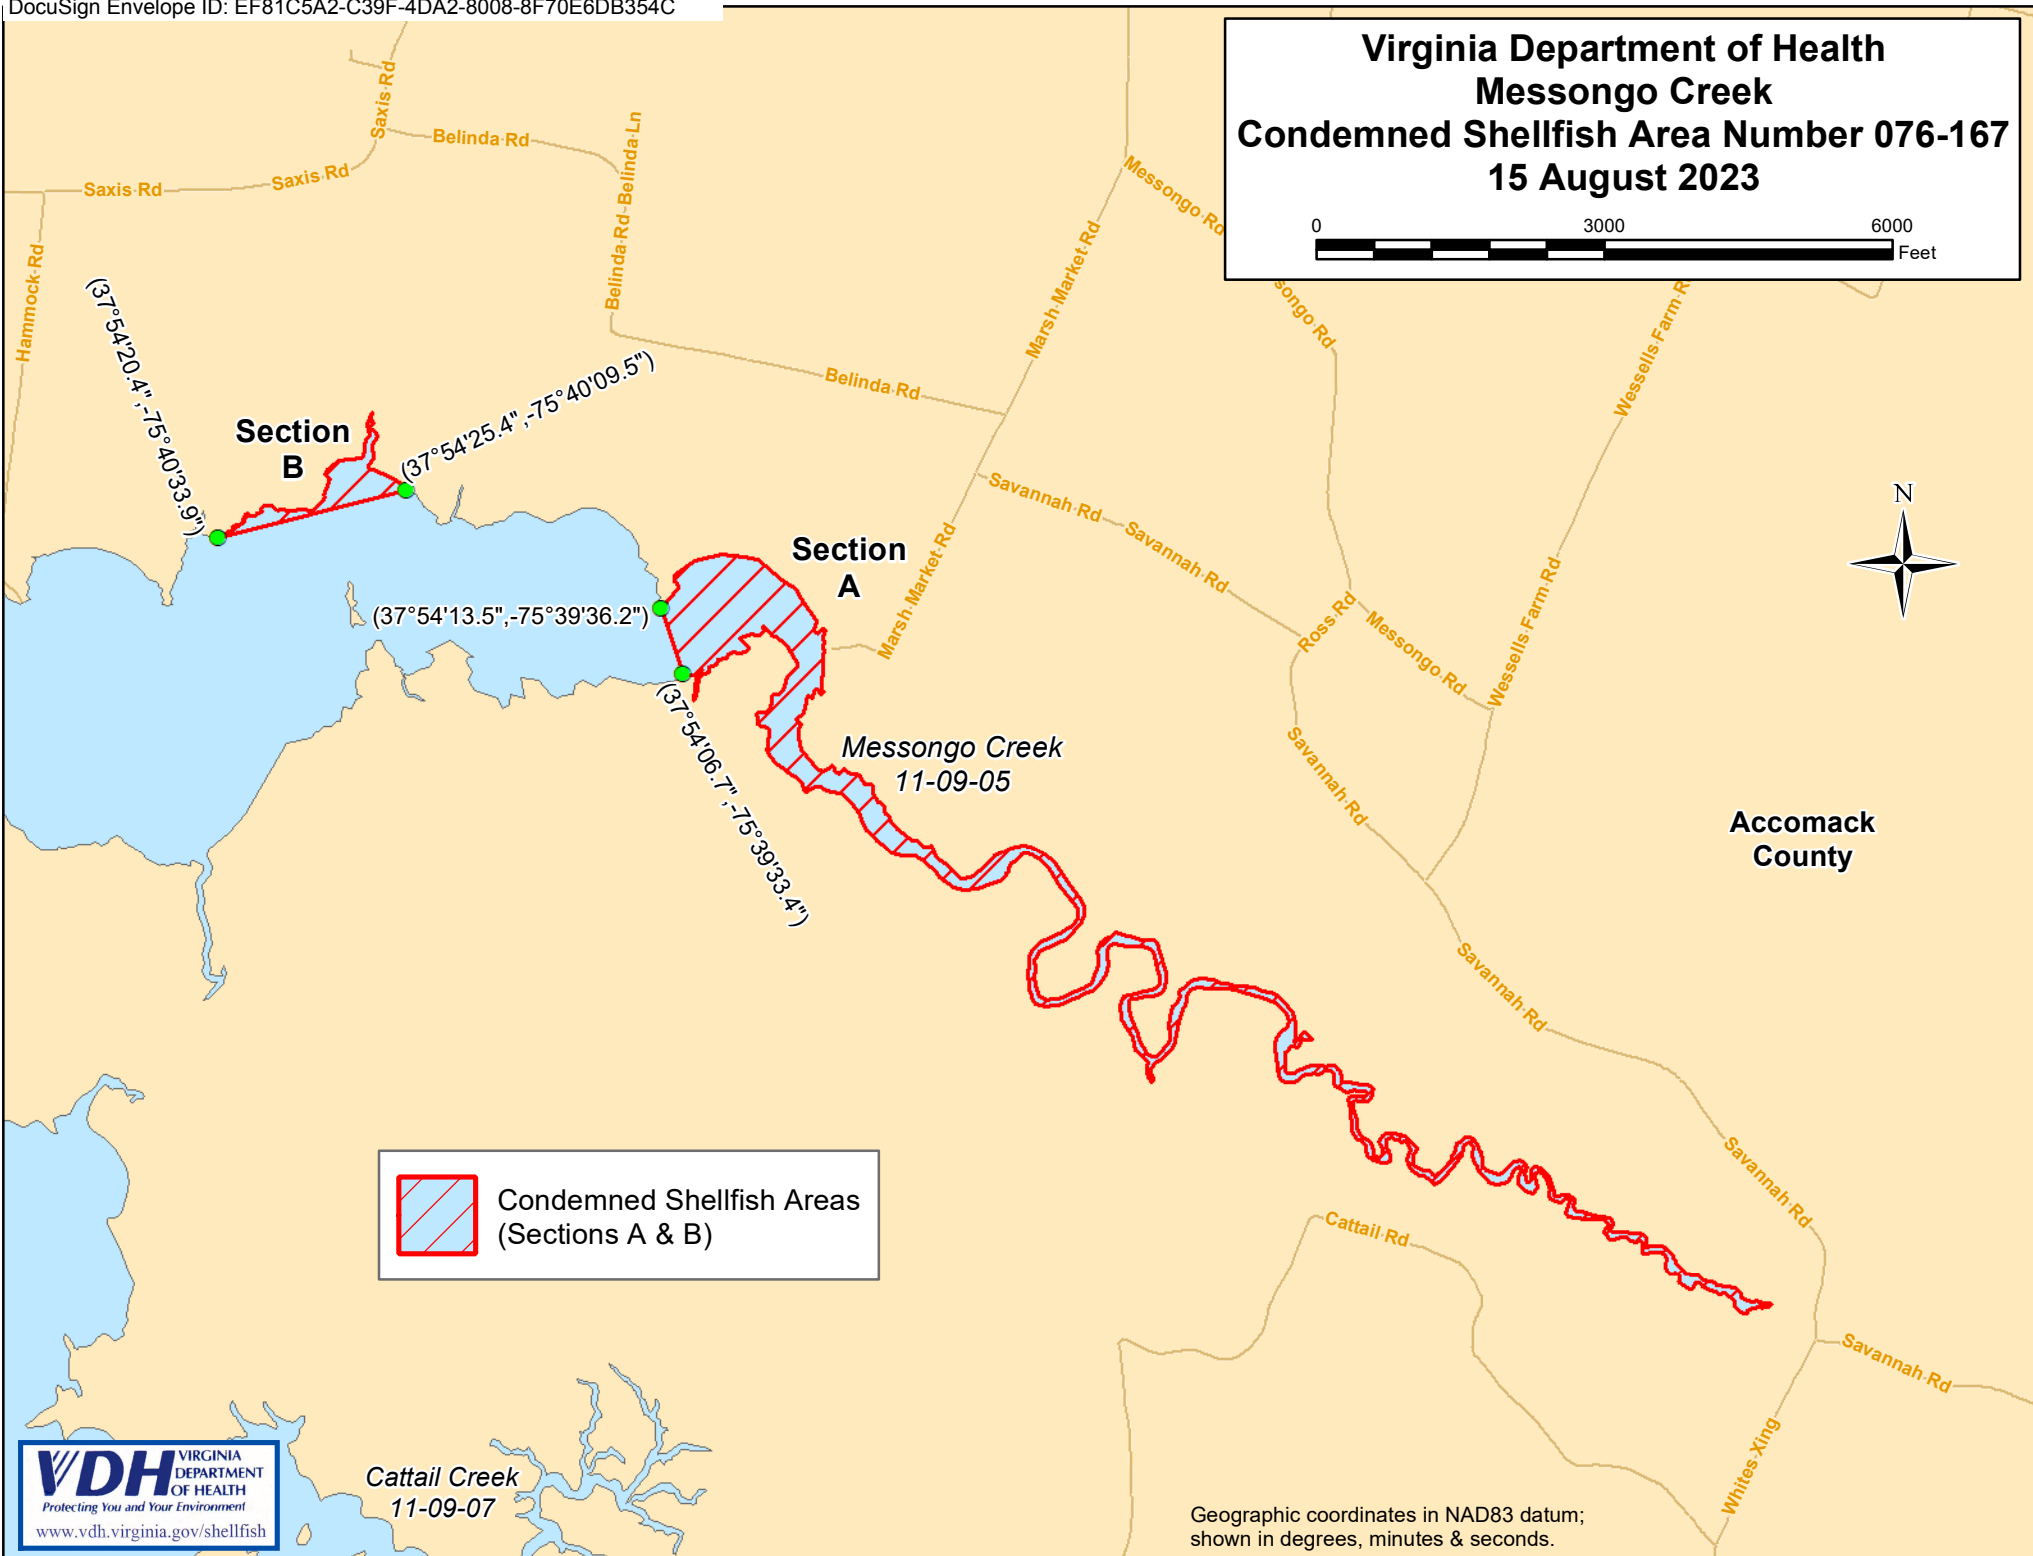 DocuSign Envelope ID: EF81C5A2-C39F-4DA2-8008-8F70E6DB354C
Virginia Department of Health
Messongo Creek
Condemned Shellfish Area Number 076-167
15 August 2023
0 3000 6000
Feet
Saxis Rd
Belinda Rd
Belinda Ln
Saxis Rd
Saxis Rd
Belinda Rd
Hammock Rd
Messongo Rd
Marsh Market Rd
songo Rd
Wessells Farm R
Belinda Rd
(37°54'20.4",-75°40'33.9")
(37°54'25.4",-75°40'09.5")
Section
B
Savannah Rd
Savannah Rd
N
Section
A
Marsh Market Rd
(37°54'13.5",-75°39'36.2")
Ross Rd
Messongo Rd
Wessells Farm Rd
(37°54'06.7",-75°39'33.4")
Messongo Creek
11-09-05
Savannah Rd
Accomack
County
Savannah Rd
Condemned Shellfish Areas
(Sections A & B)
Savannah Rd
Cattail Rd
Savannah Rd
Whites Xing
VDH
VIRGINIA
DEPARTMENT
OF HEALTH
Protecting You and Your Environment
www.vdh.virginia.gov/shellfish
Cattail Creek
11-09-07
Geographic coordinates in NAD83 datum;
shown in degrees, minutes & seconds.